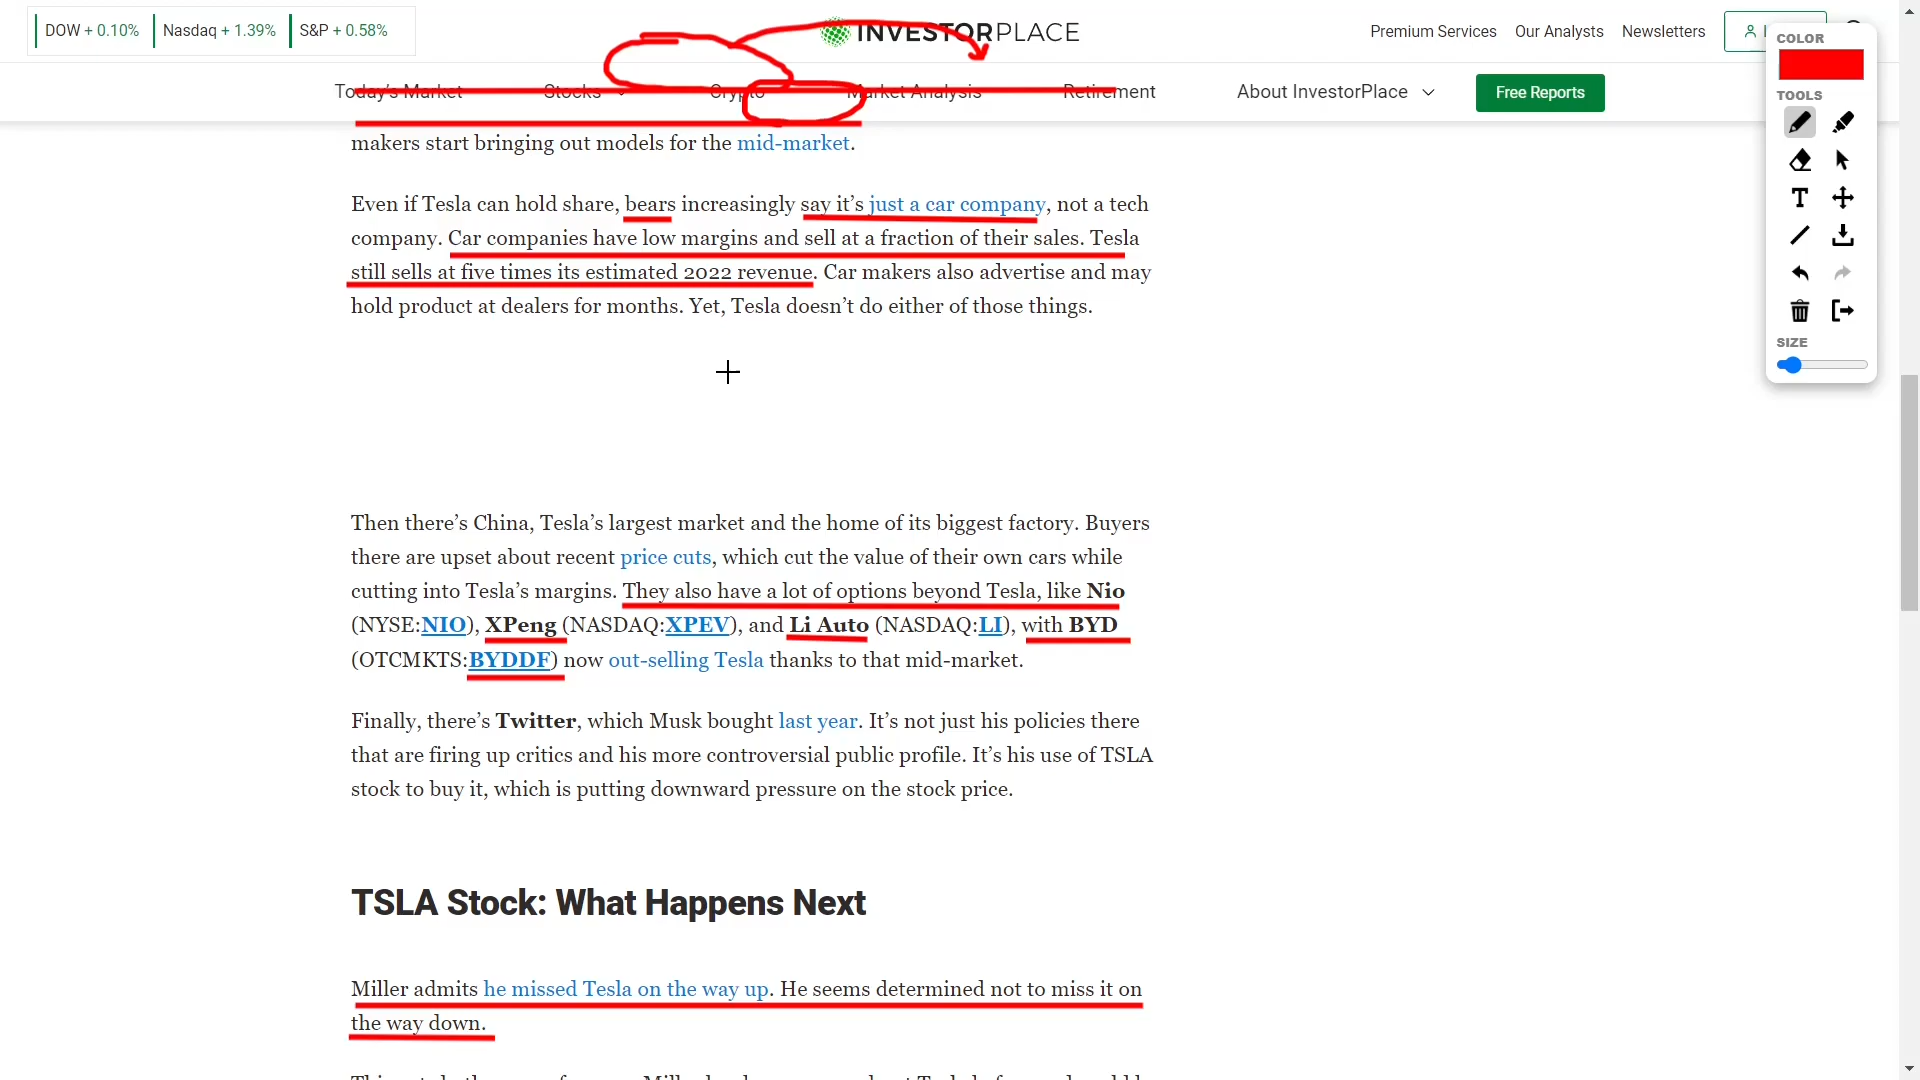 DOW + 0.10% Nasdaq + 1.39% S&P + 0.58%
INVESTORPLACE
Premium Services Our Analysts Newsletters
Today's Market Stocks Crypto Market Analysis Retirement About InvestorPlace Free Reports
makers start bringing out models for the mid-market.
Even if Tesla can hold share, bears increasingly say it’s just a car company, not a tech
company. Car companies have low margins and sell at a fraction of their sales. Tesla
still sells at five times its estimated 2022 revenue. Car makers also advertise and may
hold product at dealers for months. Yet, Tesla doesn’t do either of those things.
Then there’s China, Tesla’s largest market and the home of its biggest factory. Buyers
there are upset about recent price cuts, which cut the value of their own cars while
cutting into Tesla’s margins. They also have a lot of options beyond Tesla, like Nio
(NYSE:NIO), XPeng (NASDAQ:XPEV), and Li Auto (NASDAQ:LI), with BYD
(OTCMKTS:BYDDF) now out-selling Tesla thanks to that mid-market.
Finally, there’s Twitter, which Musk bought last year. It’s not just his policies there
that are firing up critics and his more controversial public profile. It’s his use of TSLA
stock to buy it, which is putting downward pressure on the stock price.
TSLA Stock: What Happens Next
Miller admits he missed Tesla on the way up. He seems determined not to miss it on
the way down.
COLOR
TOOLS
T
SIZE